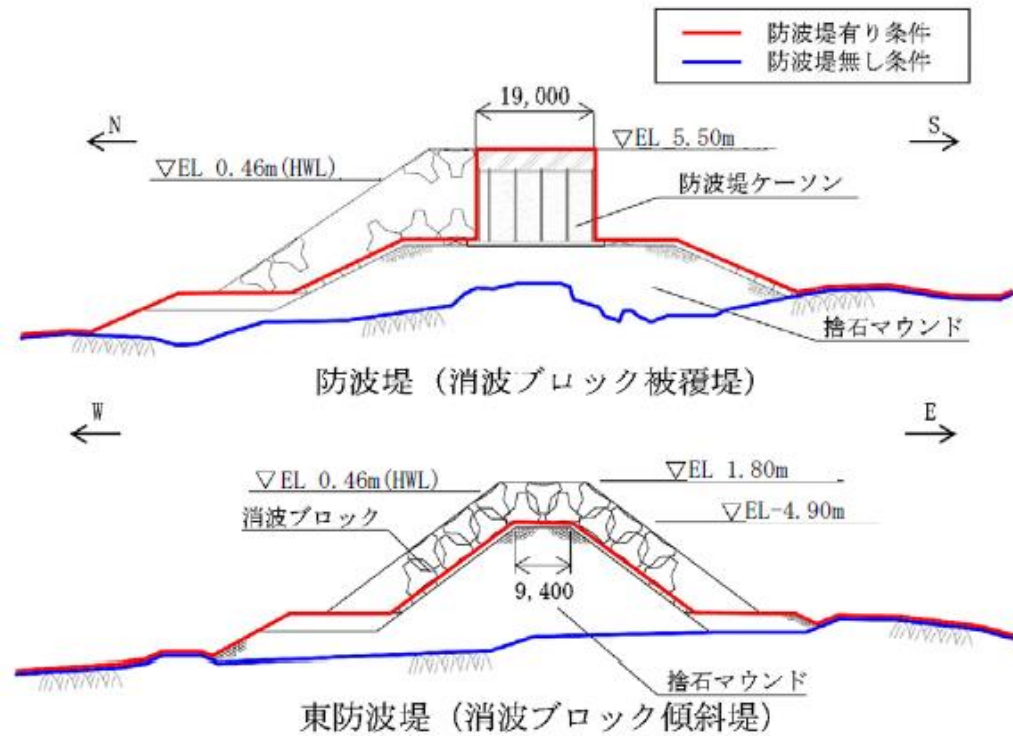 防波堤有り条件
防波堤無し条件
19,000
N
S
▽EL 5.50m
▽EL 0.46m(HWL)
防波堤ケーソン
捨石マウンド
防波堤（消波ブロック被覆堤）
W
E
▽EL 0.46m(HWL)
▽EL 1.80m
消波ブロック
▽EL-4.90m
9,400
捨石マウンド
東防波堤（消波ブロック傾斜堤）